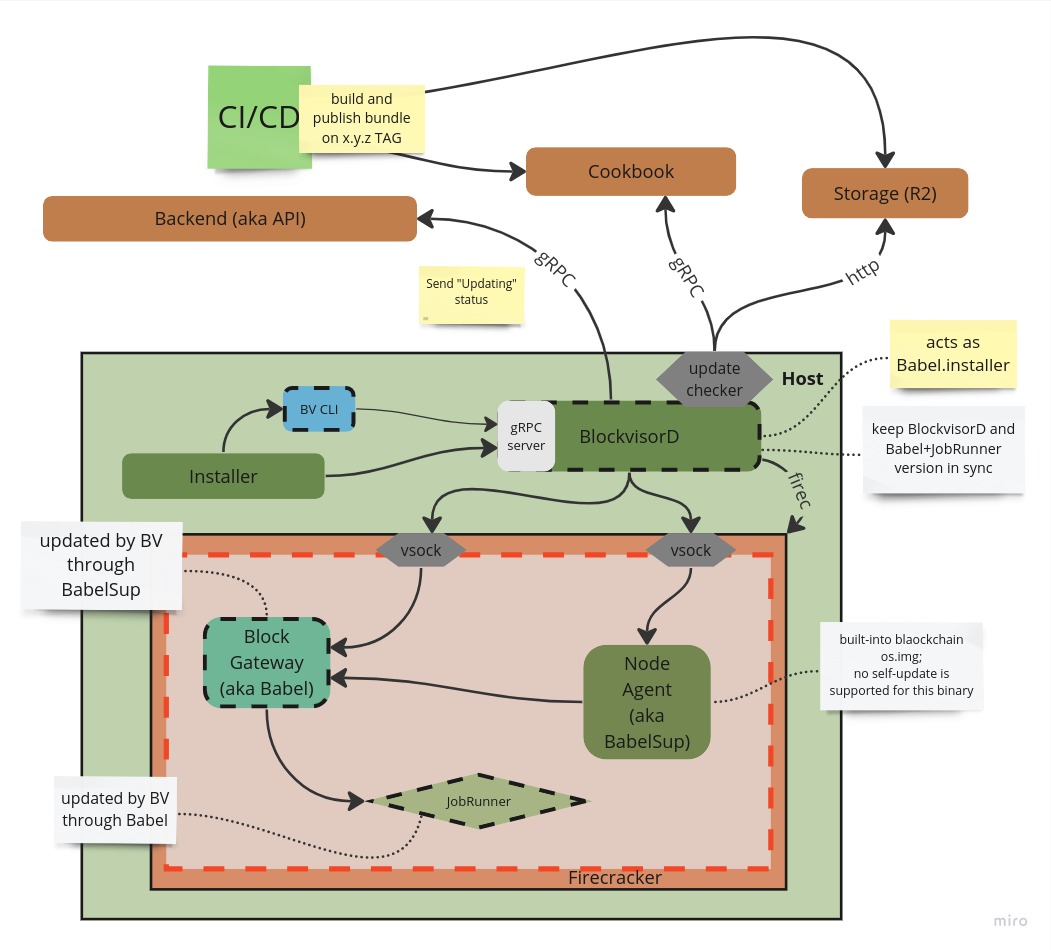 CI/CD
build and
publish bundle
on x.y.z TAG
Cookbook
Storage (R2)
Backend (aka API)
gRPC
gRPC
http
Send "Updating"
status
update
checker
Host
acts as
Babel.installer
BV CLI
gRPC
server
BlockvisorD
keep BlockvisorD and
Babel+JobRunner
version in sync
Installer
firec
updated by BV
through
BabelSup
vsock
vsock
Block
Gateway
(aka Babel)
Node
Agent
(aka
BabelSup)
built-into blaockchain
os.img;
no self-update is
supported for this binary
updated by BV
through Babel
JobRunner
Firecracker
miro